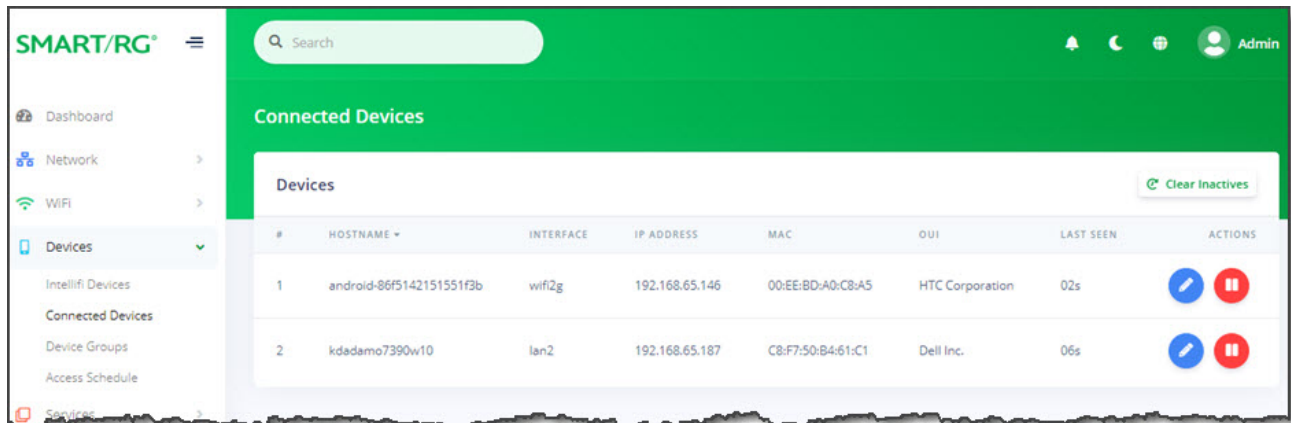 SMART/RG®
Search
Admin
Dashboard
Connected Devices
Network
Devices
Clear Inactives
WiFi
# HOSTNAME INTERFACE IP ADDRESS MAC OUI LAST SEEN ACTIONS
Devices
Intellifi Devices
1 android-86f5142151551f3b wifi2g 192.168.65.146 00:EE:BD:A0:C8:A5 HTC Corporation 02s
Connected Devices
Device Groups
2 kdadamo7390w10 lan2 192.168.65.187 C8:F7:50:B4:61:C1 Dell Inc. 06s
Access Schedule
Services